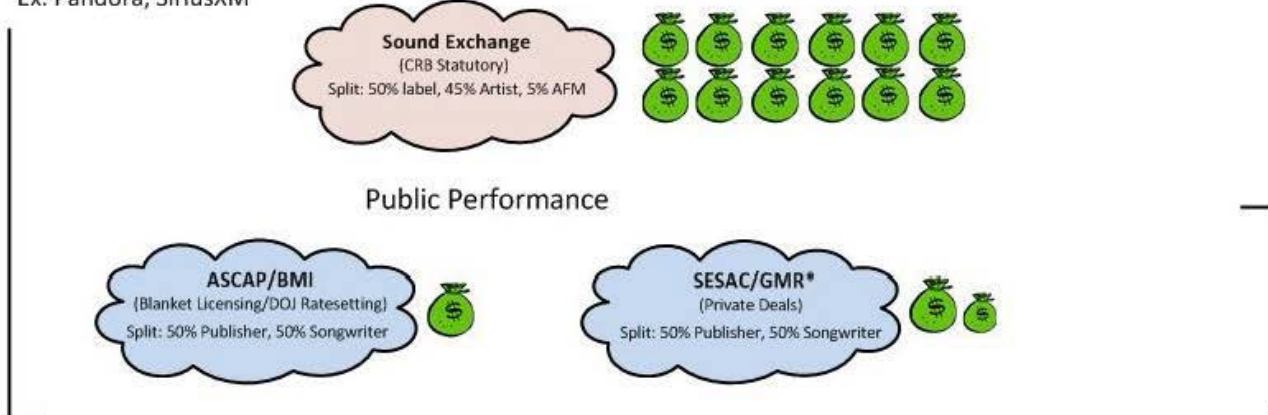 Ex: Pandora, SiriusXM
Sound Exchange
(CRB Statutory)
Split: 50% label, 45% Artist, 5% AFM
Public Performance
ASCAP/BMI
(Blanket Licensing/DOJ Ratesetting)
Split: 50% Publisher, 50% Songwriter
SESAC/GMR*
(Private Deals)
Split: 50% Publisher, 50% Songwriter